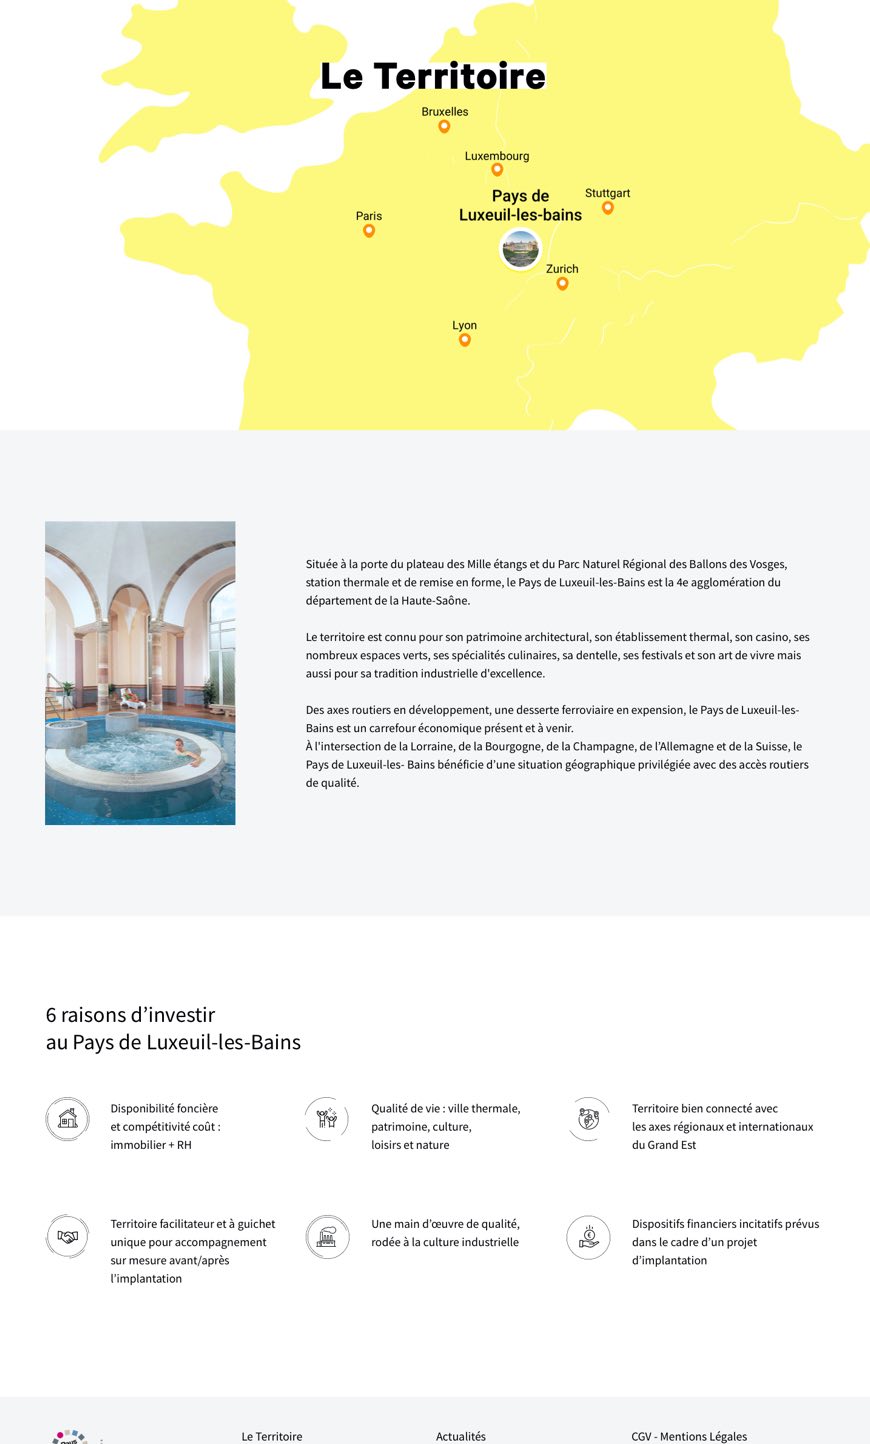 Le Territoire
Bruxelles
Luxembourg
Pays de
Luxeuil-les-bains
Stuttgart
Paris
Zurich
Lyon
Située à la porte du plateau des Mille étangs et du Parc Naturel Régional des Ballons des Vosges,
station thermale et de remise en forme, le Pays de Luxeuil-les-Bains est la 4e agglomération du
département de la Haute-Saône.
Le territoire est connu pour son patrimoine architectural, son établissement thermal, son casino, ses
nombreux espaces verts, ses spécialités culinaires, sa dentelle, ses festivals et son art de vivre mais
aussi pour sa tradition industrielle d'excellence.
Des axes routiers en développement, une desserte ferroviaire en expension, le Pays de Luxeuil-les-
Bains est un carrefour économique présent et à venir.
À l'intersection de la Lorraine, de la Bourgogne, de la Champagne, de l’Allemagne et de la Suisse, le
Pays de Luxeuil-les- Bains bénéficie d’une situation géographique privilégiée avec des accès routiers
de qualité.
6 raisons d’investir
au Pays de Luxeuil-les-Bains
Disponibilité foncière
et compétitivité coût :
immobilier + RH
Qualité de vie : ville thermale,
patrimoine, culture,
loisirs et nature
Territoire bien connecté avec
les axes régionaux et internationaux
du Grand Est
Territoire facilitateur et à guichet
unique pour accompagnement
sur mesure avant/après
l’implantation
Une main d’œuvre de qualité,
rodée à la culture industrielle
Dispositifs financiers incitatifs prévus
dans le cadre d’un projet
d’implantation
Le Territoire
Actualités
CGV - Mentions Légales